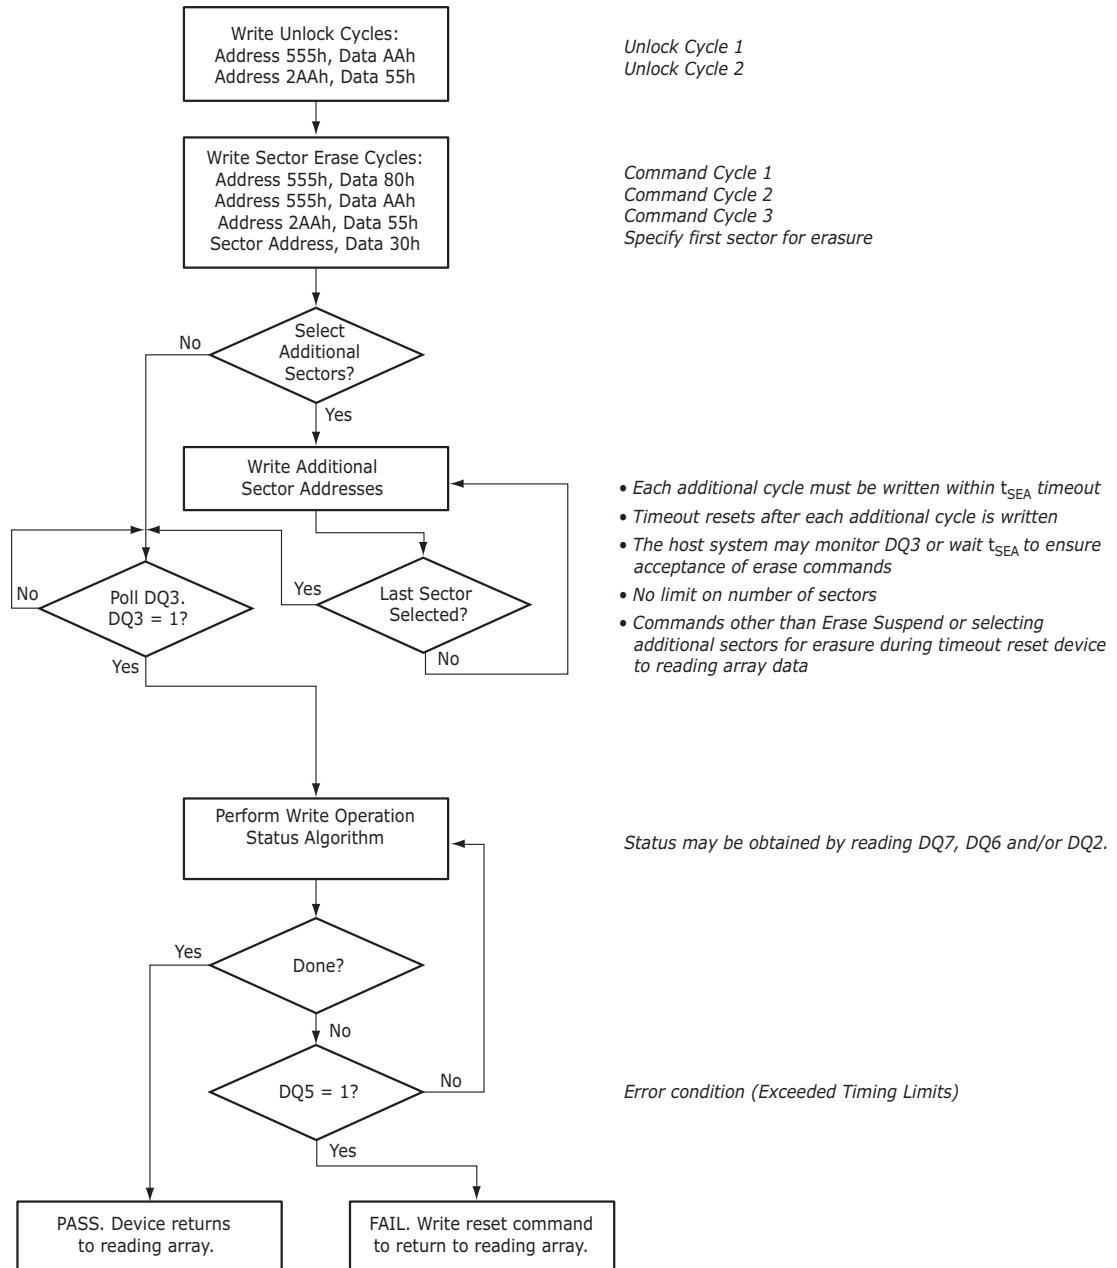 Write Unlock Cycles:
Address 555h, Data AAh
Address 2AAh, Data 55h
Unlock Cycle 1
Unlock Cycle 2
Write Sector Erase Cycles:
Address 555h, Data 80h
Address 555h, Data AAh
Address 2AAh, Data 55h
Sector Address, Data 30h
Command Cycle 1
Command Cycle 2
Command Cycle 3
Specify first sector for erasure
Select
Additional
Sectors?
No
Yes
Write Additional
Sector Addresses
• Each additional cycle must be written within tSEA timeout
• Timeout resets after each additional cycle is written
• The host system may monitor DQ3 or wait tSEA to ensure
acceptance of erase commands
• No limit on number of sectors
• Commands other than Erase Suspend or selecting
additional sectors for erasure during timeout reset device
to reading array data
No
Poll DQ3.
DQ3 = 1?
Yes
Last Sector
Selected?
No
Yes
Perform Write Operation
Status Algorithm
Status may be obtained by reading DQ7, DQ6 and/or DQ2.
Yes
Done?
No
DQ5 = 1?
No
Error condition (Exceeded Timing Limits)
Yes
PASS. Device returns
to reading array.
FAIL. Write reset command
to return to reading array.